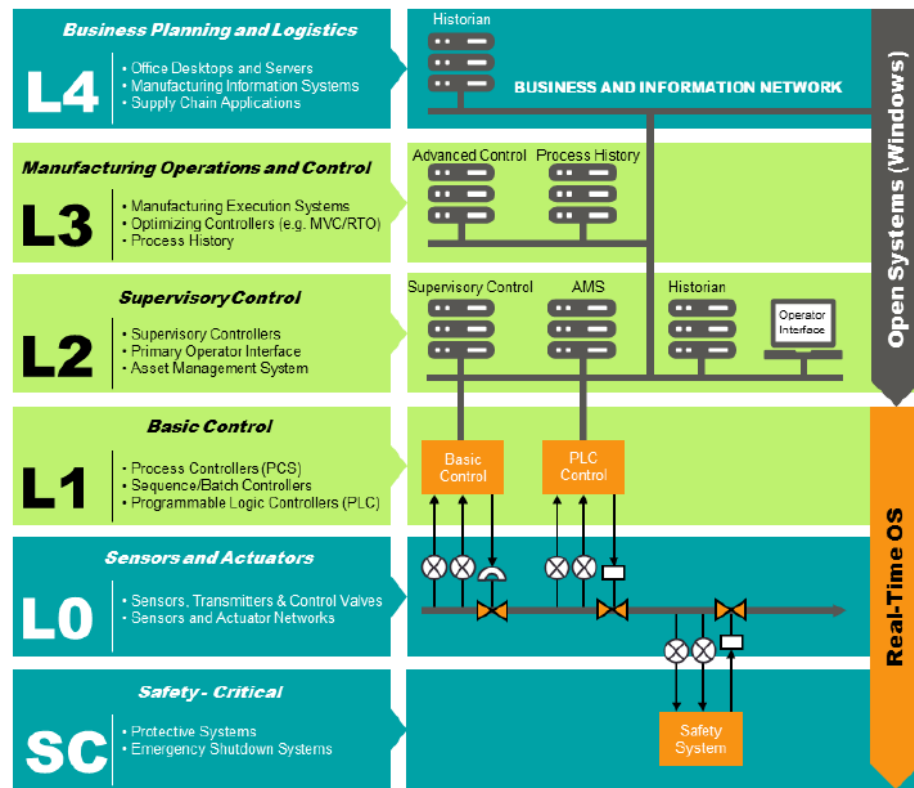 Business Planning and Logistics
L4
• Office Desktops and Servers
• Manufacturing Information Systems
• Supply Chain Applications
Historian
BUSINESS AND INFORMATION NETWORK
Manufacturing Operations and Control
L3
• Manufacturing Execution Systems
• Optimizing Controllers (e.g. MVC/RTO)
• Process History
Advanced Control
Process History
Supervisory Control
L2
• Supervisory Controllers
• Primary Operator Interface
• Asset Management System
Supervisory Control
AMS
Historian
Operator
Interface
Basic Control
L1
• Process Controllers (PCS)
• Sequence/Batch Controllers
• Programmable Logic Controllers (PLC)
Basic
Control
PLC
Control
Sensors and Actuators
L0
• Sensors, Transmitters & Control Valves
• Sensors and Actuator Networks
Safety - Critical
SC
• Protective Systems
• Emergency Shutdown Systems
Safety
System
Open Systems (Windows)
Real-Time OS